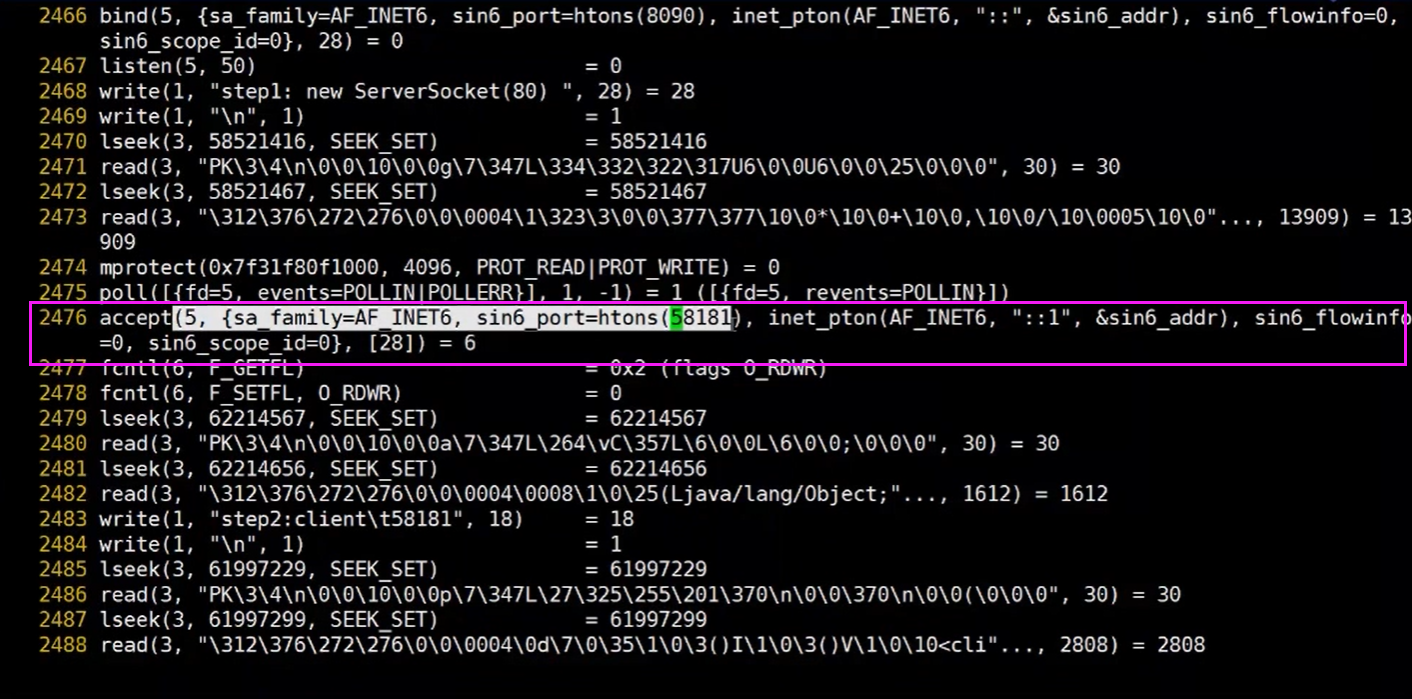 2466 bind(5, {sa_family=AF_INET6, sin6_port=htons(8090), inet_pton(AF_INET6, "::", &sin6_addr), sin6_flowinfo=0,
sin6_scope_id=0}, 28) = 0
2467 listen(5, 50) = 0
2468 write(1, "step1: new ServerSocket(80) ", 28) = 28
2469 write(1, "\n", 1) = 1
2470 lseek(3, 58521416, SEEK_SET) = 58521416
2471 read(3, "PK\3\4\n\0\0\10\0\0g\7\347L\334\332\322\317U6\0\0U6\0\0\25\0\0\0", 30) = 30
2472 lseek(3, 58521467, SEEK_SET) = 58521467
2473 read(3, "\312\376\272\276\0\0\0004\1\323\3\0\0\377\377\10\0*\10\0+\10\0,\10\0/\10\0005\10\0"..., 13909) = 13
909
2474 mprotect(0x7f31f80f1000, 4096, PROT_READ|PROT_WRITE) = 0
2475 poll([{fd=5, events=POLLIN|POLLERR}], 1, -1) = 1 ([{fd=5, revents=POLLIN}])
2476 accept(5, {sa_family=AF_INET6, sin6_port=htons(58181), inet_pton(AF_INET6, "::1", &sin6_addr), sin6_flowinfo
=0, sin6_scope_id=0}, [28]) = 6
2477 fcntl(6, F_GETFL) = 0x2 (flags O_RDWR)
2478 fcntl(6, F_SETFL, O_RDWR) = 0
2479 lseek(3, 62214567, SEEK_SET) = 62214567
2480 read(3, "PK\3\4\n\0\0\10\0\0a\7\347L\264\vC\357L\6\0\0L\6\0\0;\0\0\0", 30) = 30
2481 lseek(3, 62214656, SEEK_SET) = 62214656
2482 read(3, "\312\376\272\276\0\0\0004\0008\1\0\25(Ljava/lang/Object;"..., 1612) = 1612
2483 write(1, "step2:client\t58181", 18) = 18
2484 write(1, "\n", 1) = 1
2485 lseek(3, 61997229, SEEK_SET) = 61997229
2486 read(3, "PK\3\4\n\0\0\10\0\0p\7\347L\27\325\255\201\370\n\0\0\370\n\0\0(\0\0\0", 30) = 30
2487 lseek(3, 61997299, SEEK_SET) = 61997299
2488 read(3, "\312\376\272\276\0\0\0004\0d\7\0\35\1\0\3()I\1\0\3()V\1\0\10<cli"..., 2808) = 2808